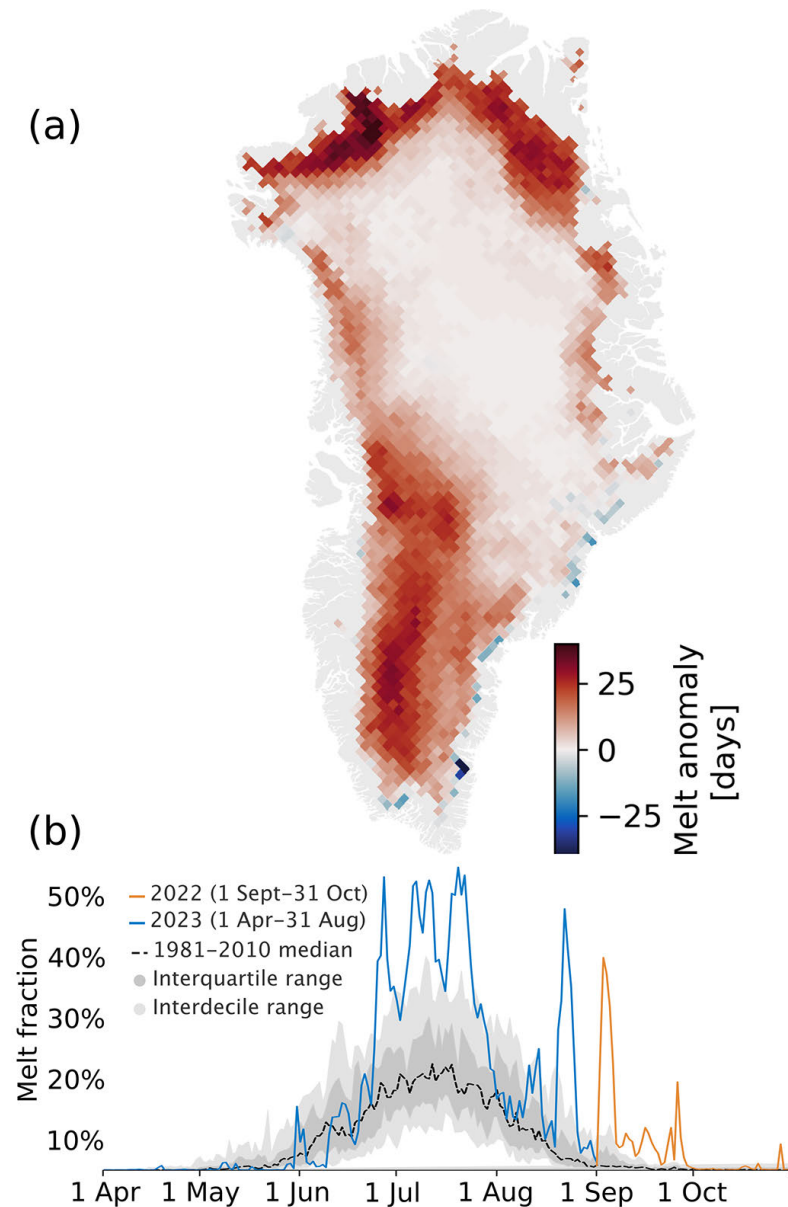 (a)
25
0
−25
Melt anomaly
[days]
(b)
50%
40%
30%
20%
10%
Melt fraction
2022 (1 Sept–31 Oct)
2023 (1 Apr–31 Aug)
1981–2010 median
Interquartile range
Interdecile range
1 Apr 1 May 1 Jun 1 Jul 1 Aug 1 Sep 1 Oct